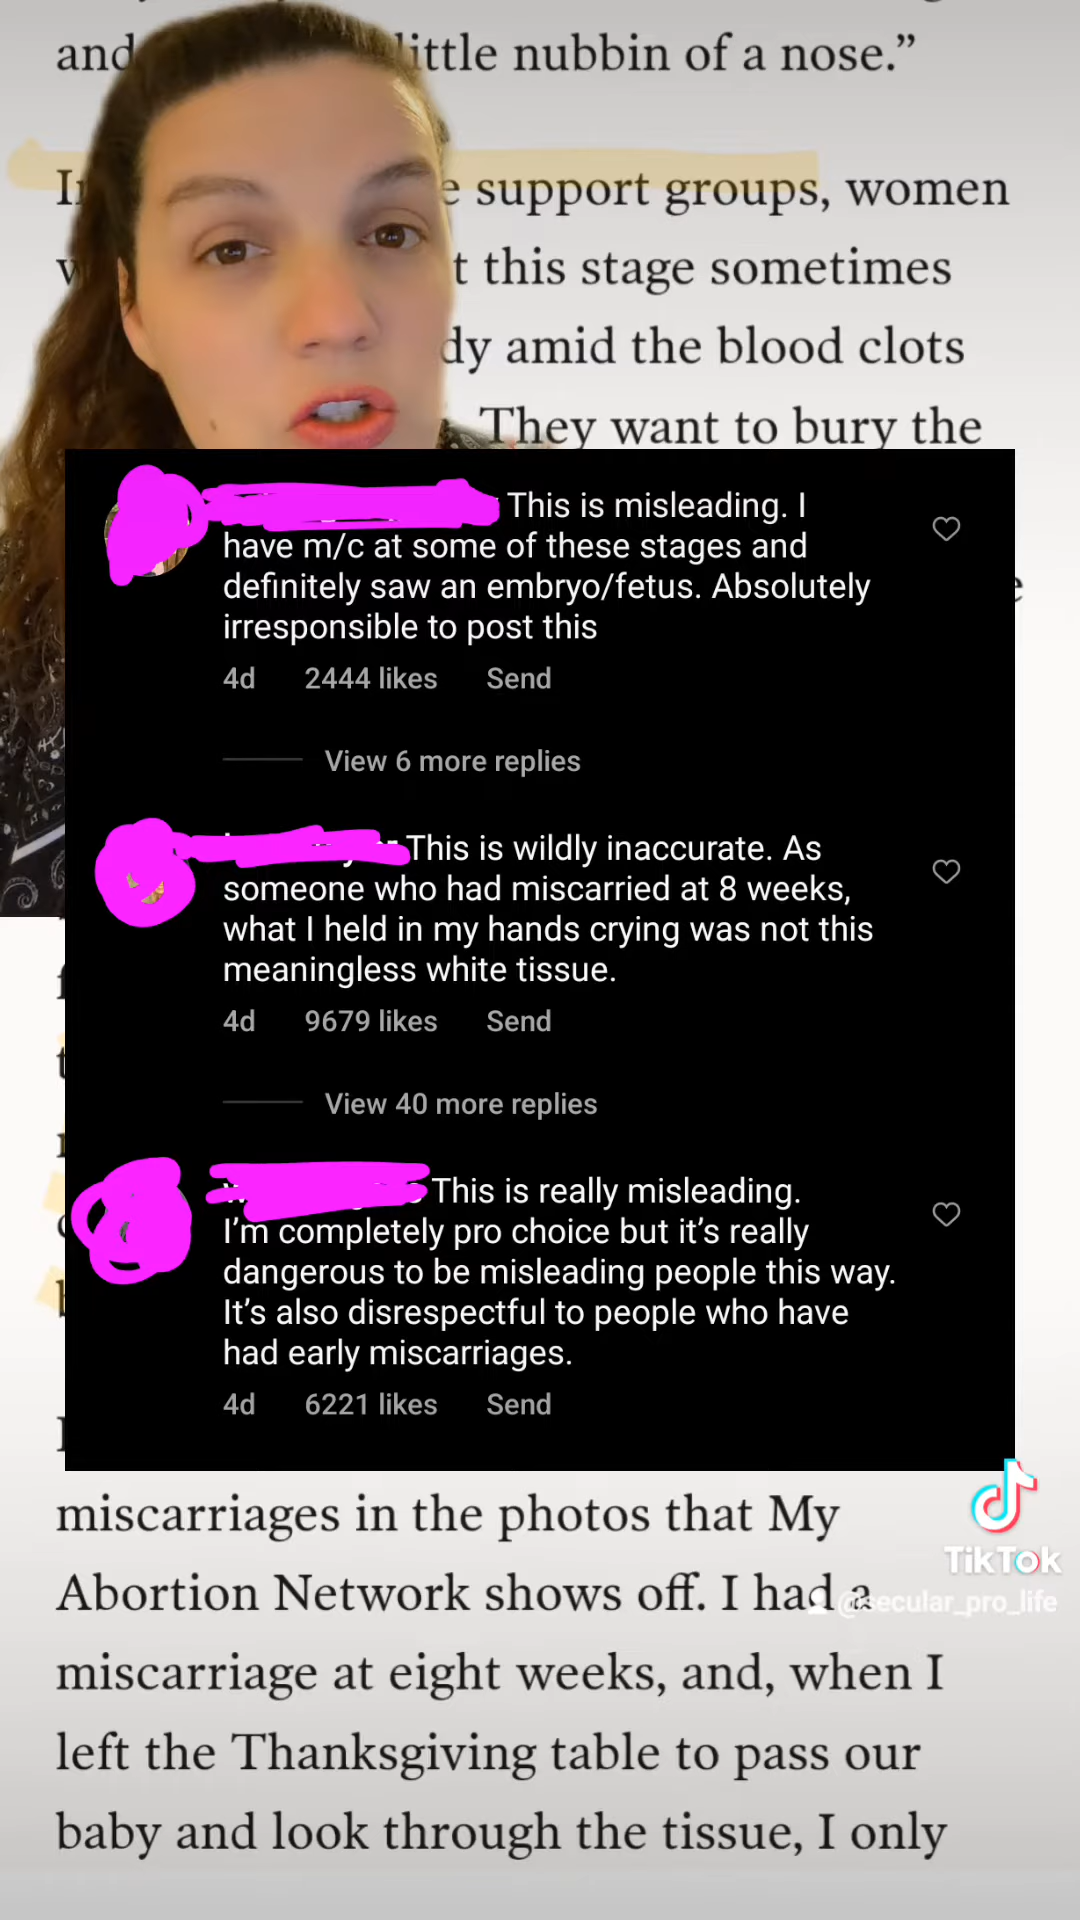 and little nubbin of a nose.”
e support groups, women
t this stage sometimes
dy amid the blood clots
They want to bury the
This is misleading. I
have m/c at some of these stages and
definitely saw an embryo/fetus. Absolutely
irresponsible to post this
4d 2444 likes Send
View 6 more replies
This is wildly inaccurate. As
someone who had miscarried at 8 weeks,
what I held in my hands crying was not this
meaningless white tissue.
4d 9679 likes Send
View 40 more replies
This is really misleading.
I’m completely pro choice but it’s really
dangerous to be misleading people this way.
It’s also disrespectful to people who have
had early miscarriages.
4d 6221 likes Send
miscarriages in the photos that My
Abortion Network shows off. I had a
miscarriage at eight weeks, and, when I
left the Thanksgiving table to pass our
baby and look through the tissue, I only
TikTok
@secular_pro_life